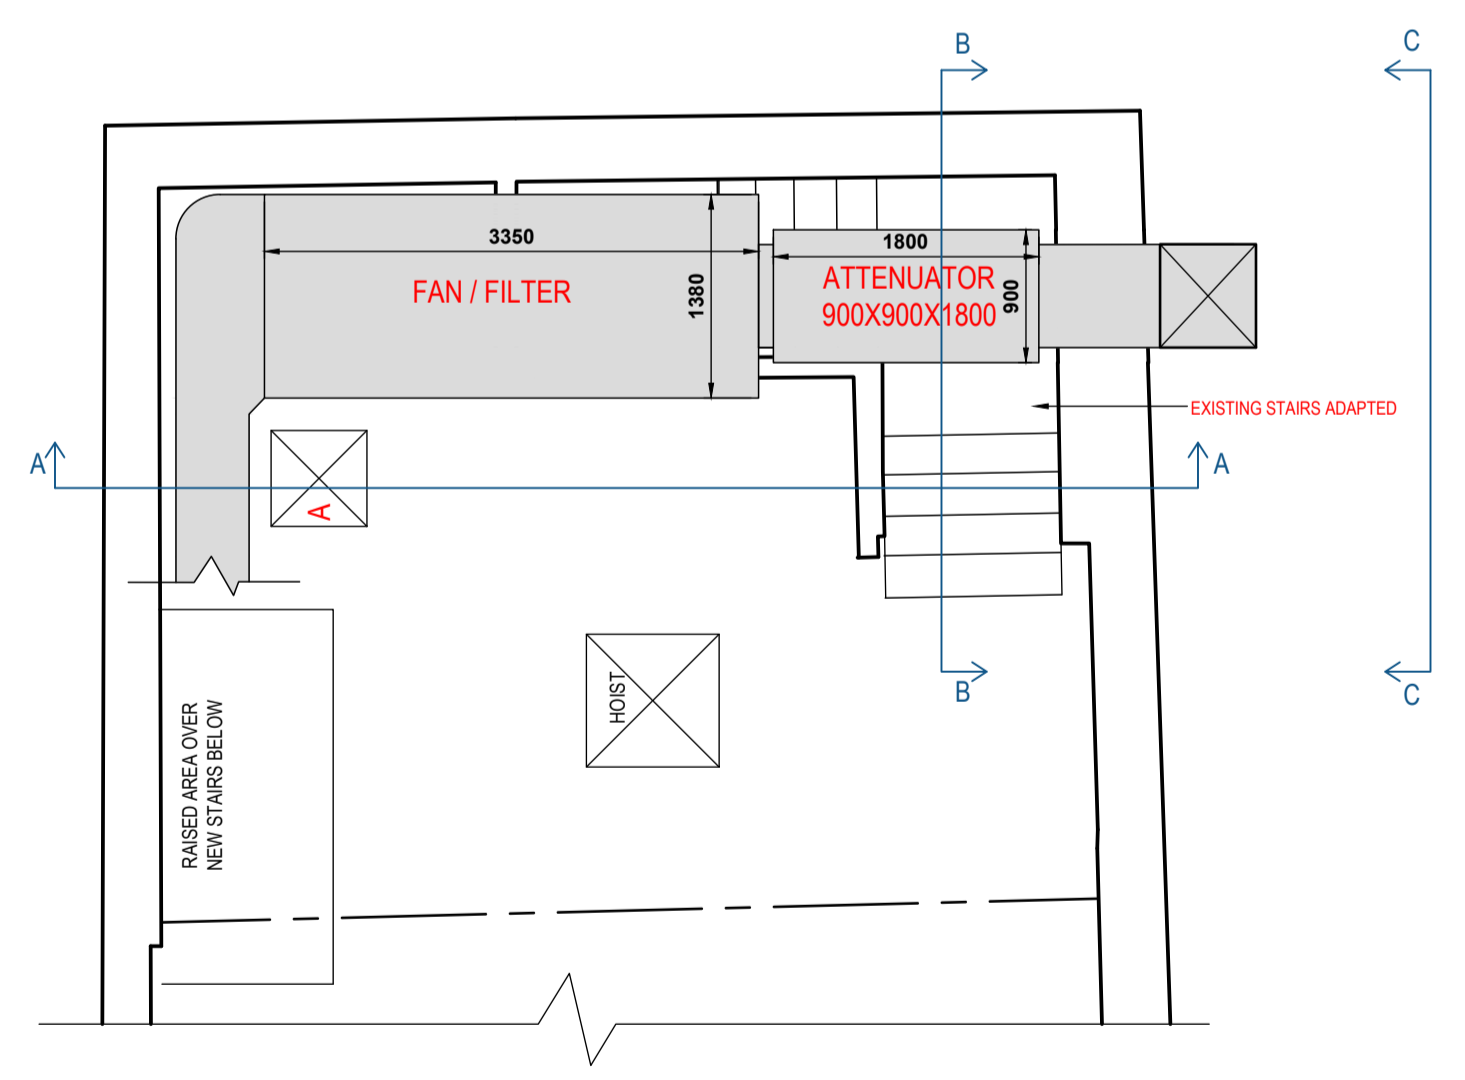 B
C
3350
1800
FAN / FILTER
1380
ATTENUATOR
900X900X1800
900
EXISTING STAIRS ADAPTED
A
A
A
HOIST
RAISED AREA OVER
NEW STAIRS BELOW
B
C